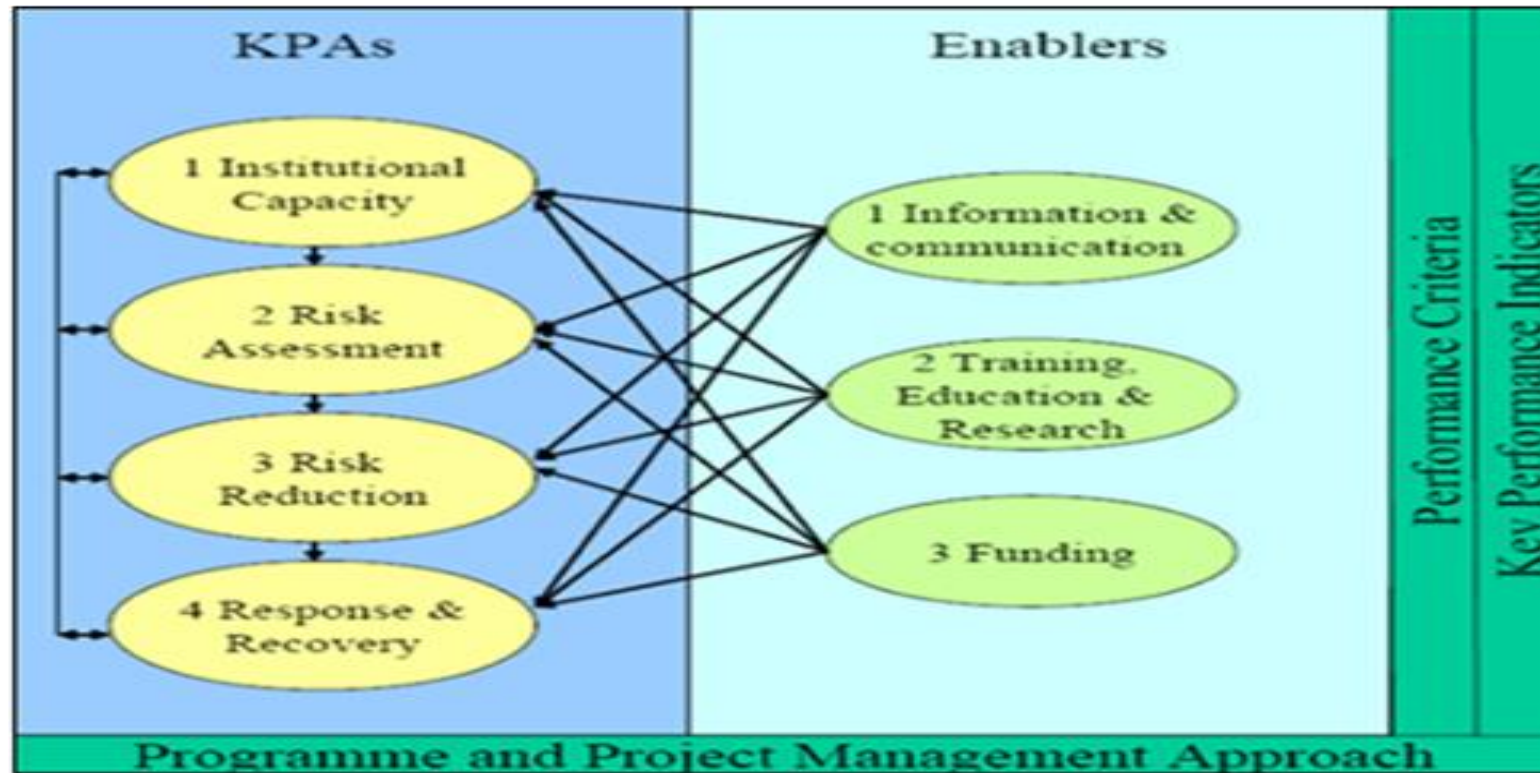 KPAs
1 Institutional
Capacity
2 Risk
Assessment
3 Risk
Reduction
4 Response &
Recovery
Enablers
1 Information &
communication
2 Training,
Education &
Research
3 Funding
Performance Criteria
Key Performance Indicators
Programme and Project Management Approach